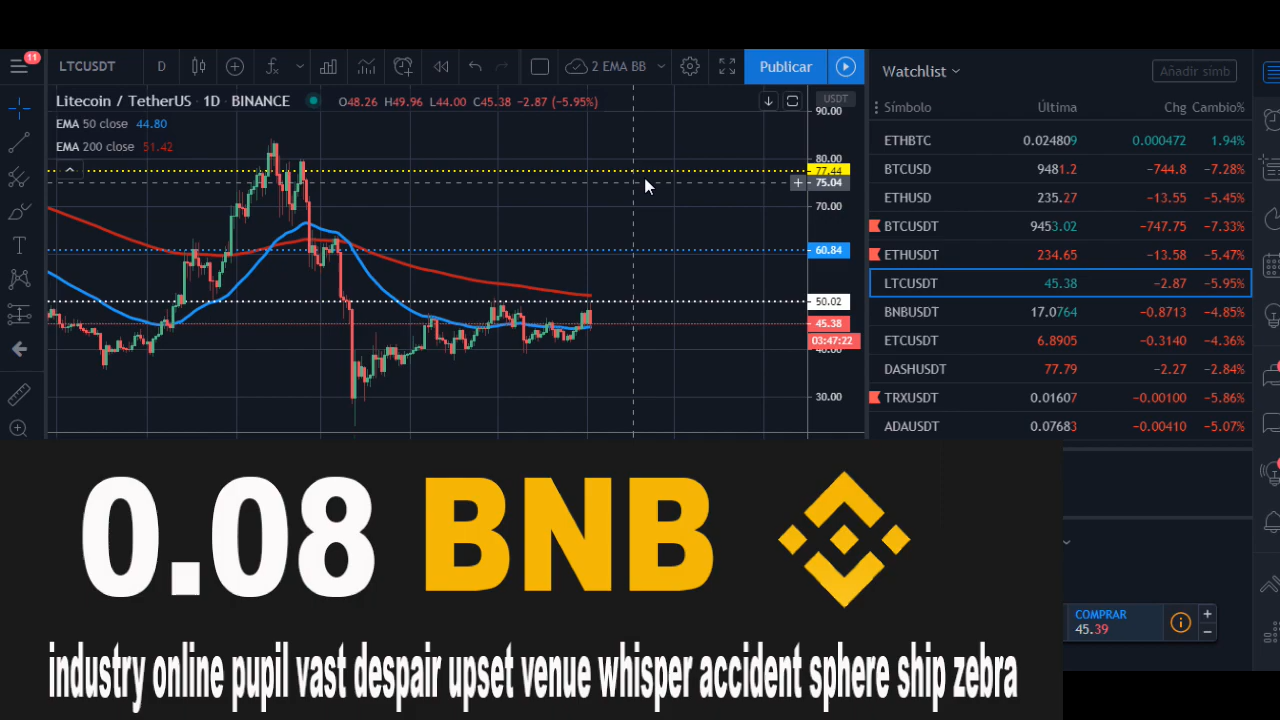 11
LTCUSDT D 2 EMA BB Publicar
Litecoin / TetherUS 1D BINANCE O48.26 H49.96 L44.00 C45.38 −2.87 (−5.95%)
EMA 50 close 44.80
EMA 200 close 51.42
USDT
90.00
80.00
77.44
75.04
70.00
60.84
50.02
45.38
03:47:22
40.00
30.00
Watchlist Añadir símb
Símbolo Última Chg Cambio%
ETHBTC 0.024809 0.000472 1.94%
BTCUSD 9481.2 −744.8 −7.28%
ETHUSD 235.27 −13.55 −5.45%
BTCUSDT 9453.02 −747.75 −7.33%
ETHUSDT 234.65 −13.58 −5.47%
LTCUSDT 45.38 −2.87 −5.95%
BNBUSDT 17.0764 −0.8713 −4.85%
ETCUSDT 6.8905 −0.3140 −4.36%
DASHUSDT 77.79 −2.27 −2.84%
TRXUSDT 0.01607 −0.00100 −5.86%
ADAUSDT 0.07683 −0.00410 −5.07%
0.08 BNB
COMPRAR
45.39
industry online pupil vast despair upset venue whisper accident sphere ship zebra